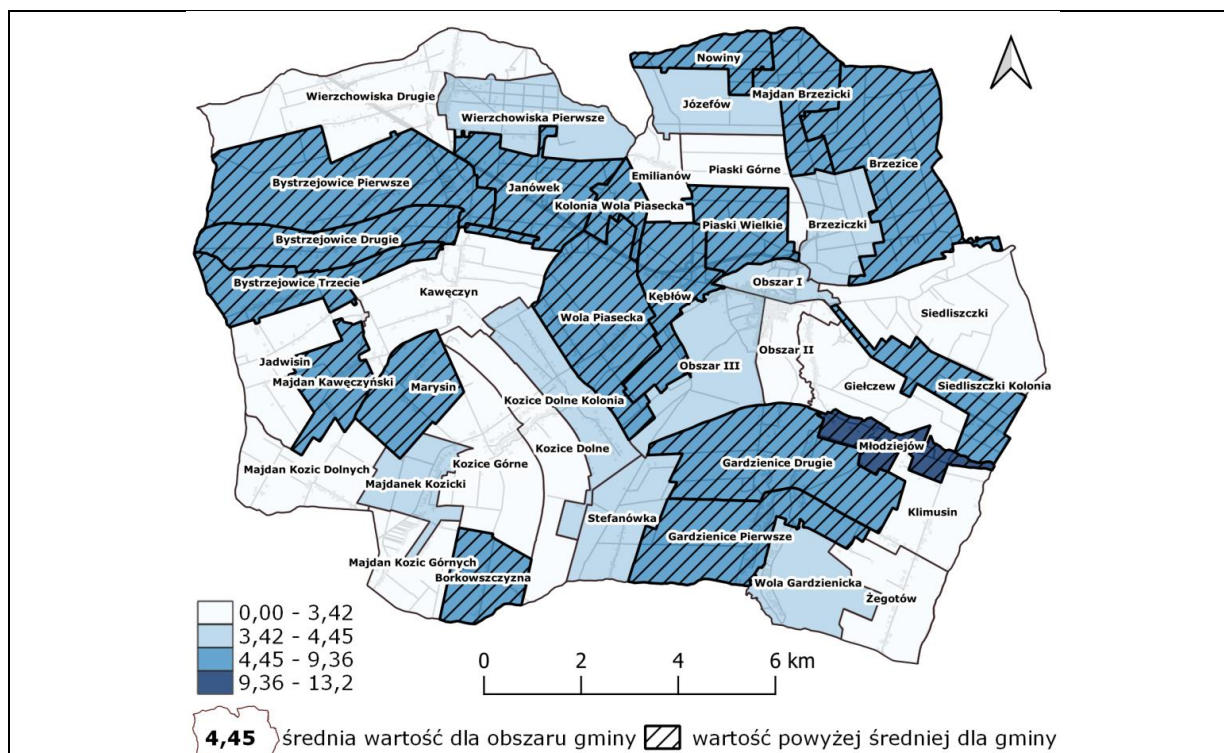 Nowiny
Wierzchowiska Drugie
Majdan Brzezicki
Józefów
Wierzchowiska Pierwsze
Brzezice
Piaski Górne
Emilianów
Bystrzejowice Pierwsze
Janówek
Kolonia Wola Piasecka
Piaski Wielkie
Brzeziczki
Bystrzejowice Drugie
Bystrzejowice Trzecie
Obszar I
Kawęczyn
Kębłów
Siedliszczki
Wola Piasecka
Obszar II
Jadwisin
Obszar III
Majdan Kawęczyński
Marysin
Giełczew
Siedliszczki Kolonia
Kozice Dolne Kolonia
Młodziejów
Kozice Dolne
Kozice Górne
Gardzienice Drugie
Majdan Kozic Dolnych
Majdanek Kozicki
Klimusin
Stefanówka
Gardzienice Pierwsze
Majdan Kozic Górnych
Borkowszczyzna
Wola Gardzienicka
Żegotów
0,00 - 3,42
3,42 - 4,45
4,45 - 9,36
9,36 - 13,2
0 2 4 6 km
4,45 średnia wartość dla obszaru gminy wartość powyżej średniej dla gminy